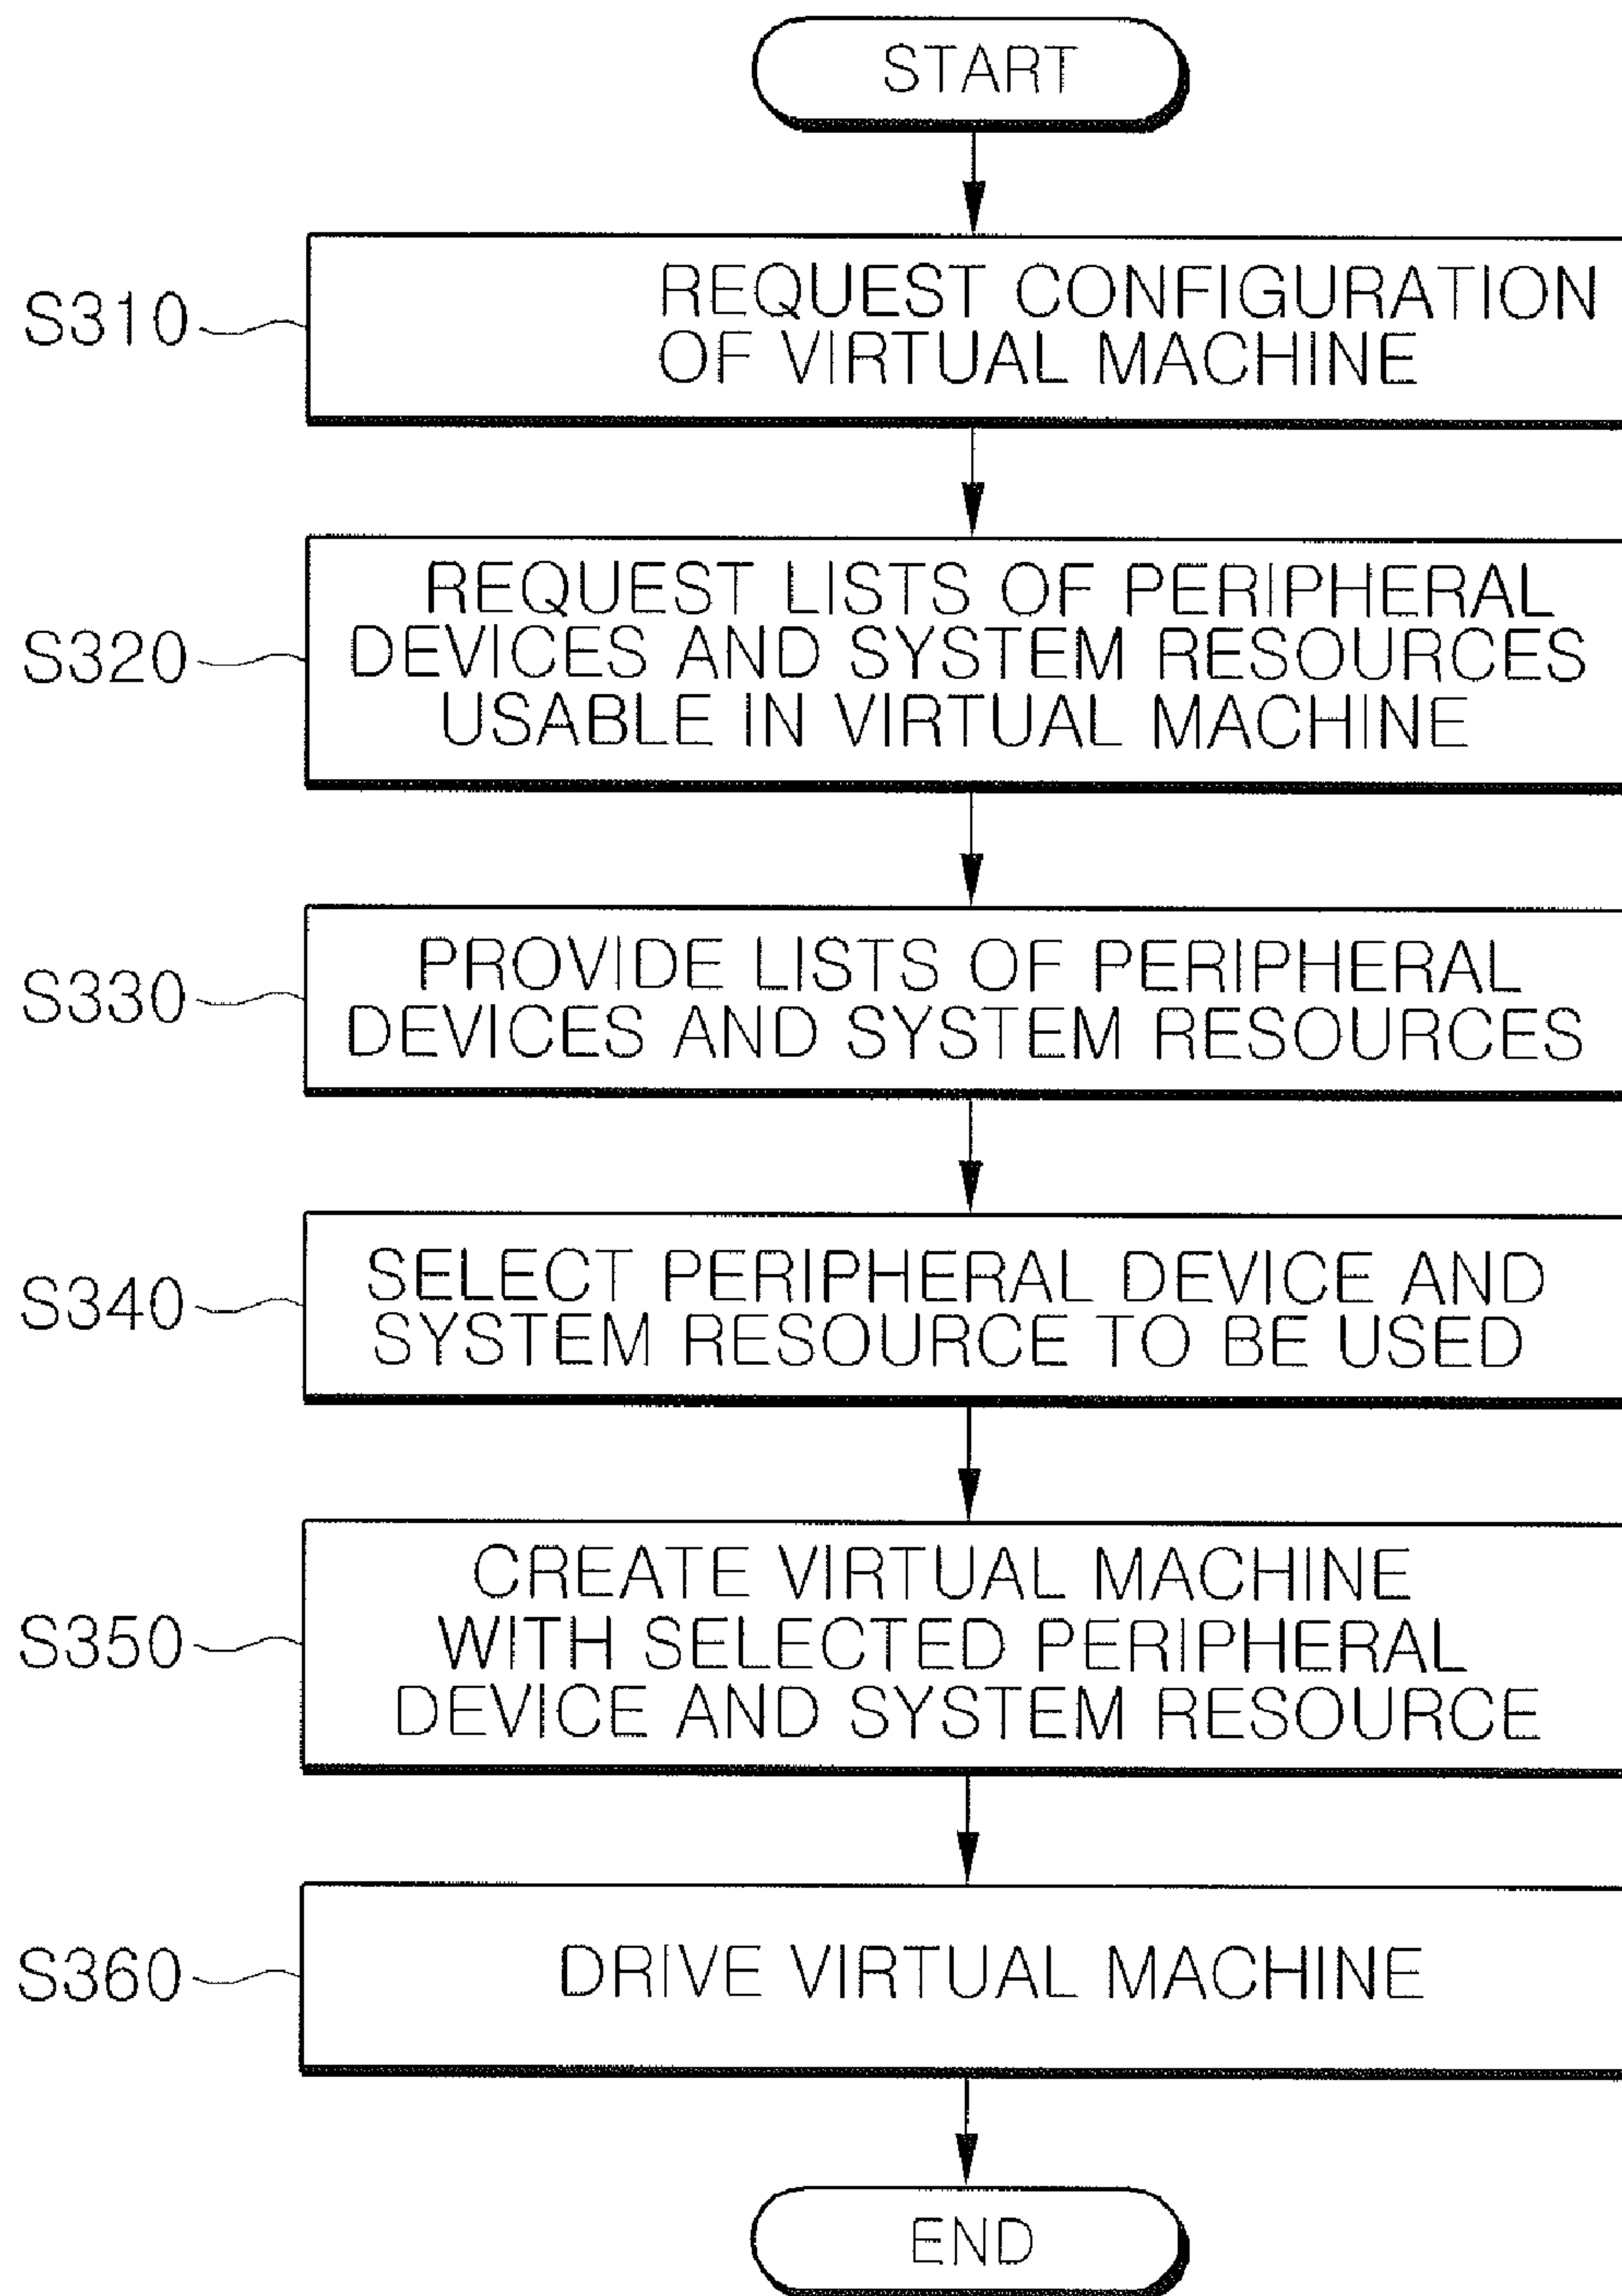 START
S310
REQUEST CONFIGURATION
OF VIRTUAL MACHINE
S320
REQUEST LISTS OF PERIPHERAL
DEVICES AND SYSTEM RESOURCES
USABLE IN VIRTUAL MACHINE
S330
PROVIDE LISTS OF PERIPHERAL
DEVICES AND SYSTEM RESOURCES
S340
SELECT PERIPHERAL DEVICE AND
SYSTEM RESOURCE TO BE USED
S350
CREATE VIRTUAL MACHINE
WITH SELECTED PERIPHERAL
DEVICE AND SYSTEM RESOURCE
S360
DRIVE VIRTUAL MACHINE
END